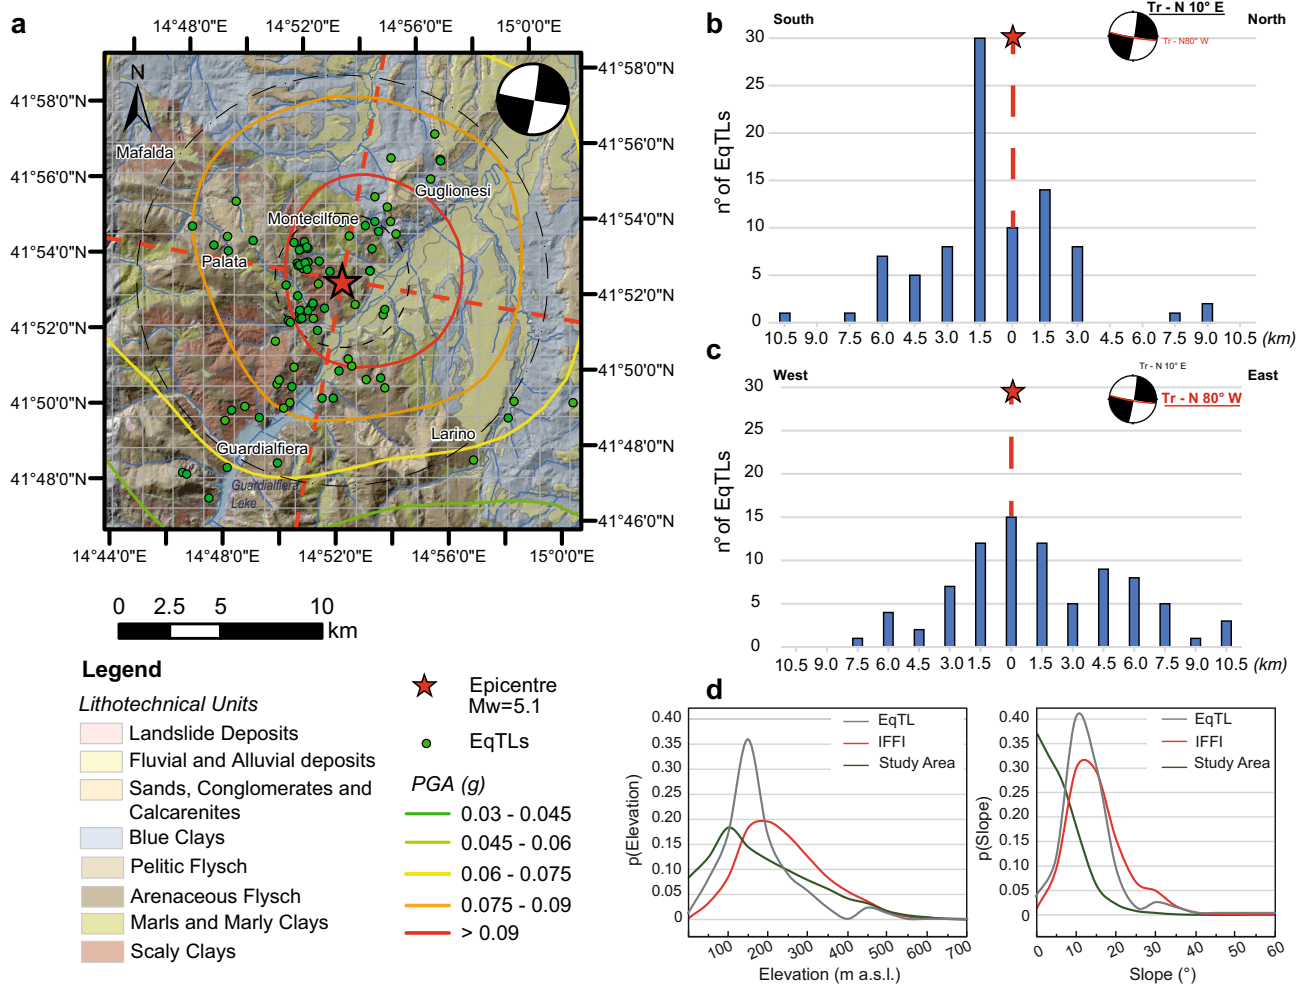 a
14°48'0"E
14°52'0"E
14°56'0"E
15°0'0"E
41°58'0"N
41°56'0"N
41°54'0"N
41°52'0"N
41°50'0"N
41°48'0"N
41°58'0"N
41°56'0"N
41°54'0"N
41°52'0"N
41°50'0"N
41°48'0"N
41°46'0"N
N
Mafalda
Guglionesi
Montecilfone
Palata
Larino
Guardialfiera
Guardialfiera
Lake
14°44'0"E
14°48'0"E
14°52'0"E
14°56'0"E
15°0'0"E
0 2.5 5 10
km
Legend
Lithotechnical Units
Landslide Deposits
Fluvial and Alluvial deposits
Sands, Conglomerates and
Calcarenites
Blue Clays
Pelitic Flysch
Arenaceous Flysch
Marls and Marly Clays
Scaly Clays
Epicentre
Mw=5.1
EqTLs
PGA (g)
0.03 - 0.045
0.045 - 0.06
0.06 - 0.075
0.075 - 0.09
> 0.09
b
South
Tr - N 10° E
Tr - N80° W
North
n° of EqTLs
30
25
20
15
10
5
0
10.5 9.0 7.5 6.0 4.5 3.0 1.5 0 1.5 3.0 4.5 6.0 7.5 9.0 10.5 (km)
c
West
Tr - N 10° E
Tr - N 80° W
East
n° of EqTLs
30
25
20
15
10
5
0
10.5 9.0 7.5 6.0 4.5 3.0 1.5 0 1.5 3.0 4.5 6.0 7.5 9.0 10.5 (km)
d
p(Elevation)
0.40
0.35
0.30
0.25
0.20
0.15
0.10
0.05
0
EqTL
IFFI
Study Area
100 200 300 400 500 600 700
Elevation (m a.s.l.)
p(Slope)
0.40
0.35
0.30
0.25
0.20
0.15
0.10
0.05
0
EqTL
IFFI
Study Area
0 10 20 30 40 50 60
Slope (°)